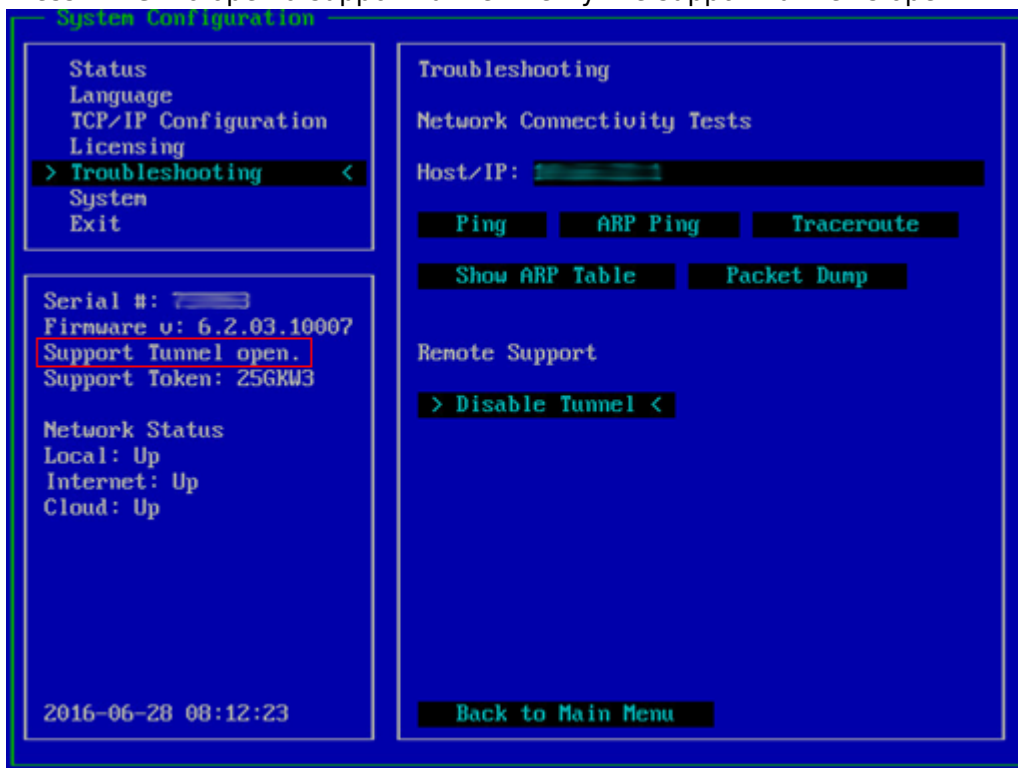 System Configuration
Status
Language
TCP/IP Configuration
Licensing
> Troubleshooting <
System
Exit
Serial #:
Firmware v: 6.2.03.10007
Support Tunnel open.
Support Token: 25GKW3
Network Status
Local: Up
Internet: Up
Cloud: Up
2016-06-28 08:12:23
Troubleshooting
Network Connectivity Tests
Host/IP:
Ping ARP Ping Traceroute
Show ARP Table Packet Dump
Remote Support
> Disable Tunnel <
Back to Main Menu